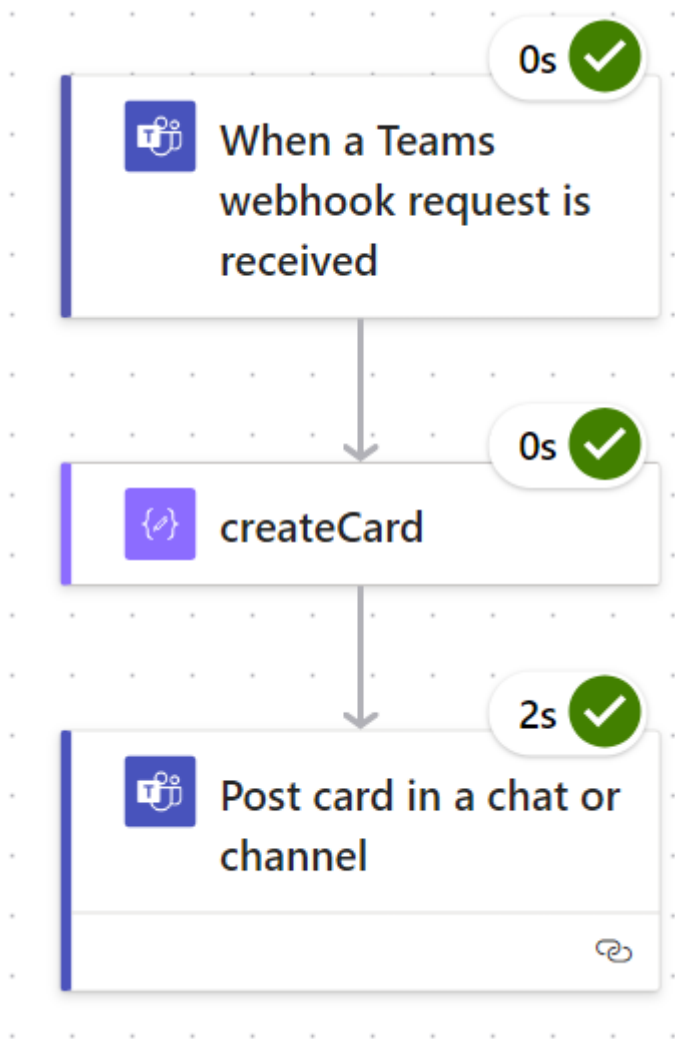 0s
When a Teams
webhook request is
received
0s
createCard
2s
Post card in a chat or
channel